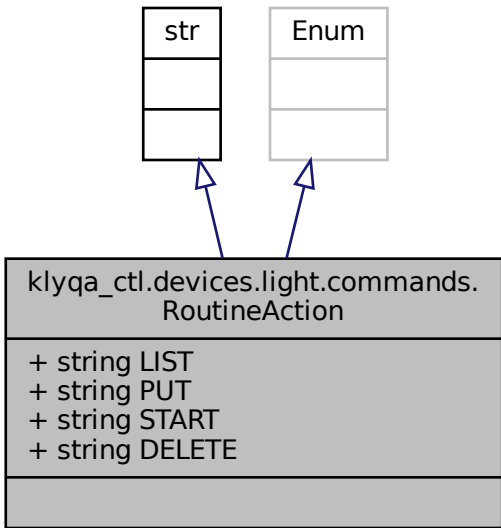 str
Enum
klyqa_ctl.devices.light.commands.
RoutineAction
+ string LIST
+ string PUT
+ string START
+ string DELETE